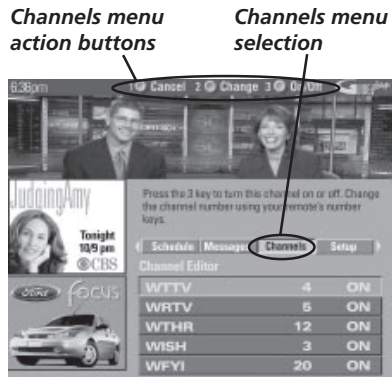 Channels menu action buttons
Channels menu selection
6:36pm 1 Cancel 2 Change 3 On/Off
JudgingAmy
Tonight
10/9 pm
CBS
Ford FOCUS
Press the 3 key to turn this channel on or off. Change
the channel number using your remote's number
keys.
Schedule Messages Channels Setup
Channel Editor
WTTV 4 ON
WRTV 5 ON
WTHR 12 ON
WISH 3 ON
WFYI 20 ON